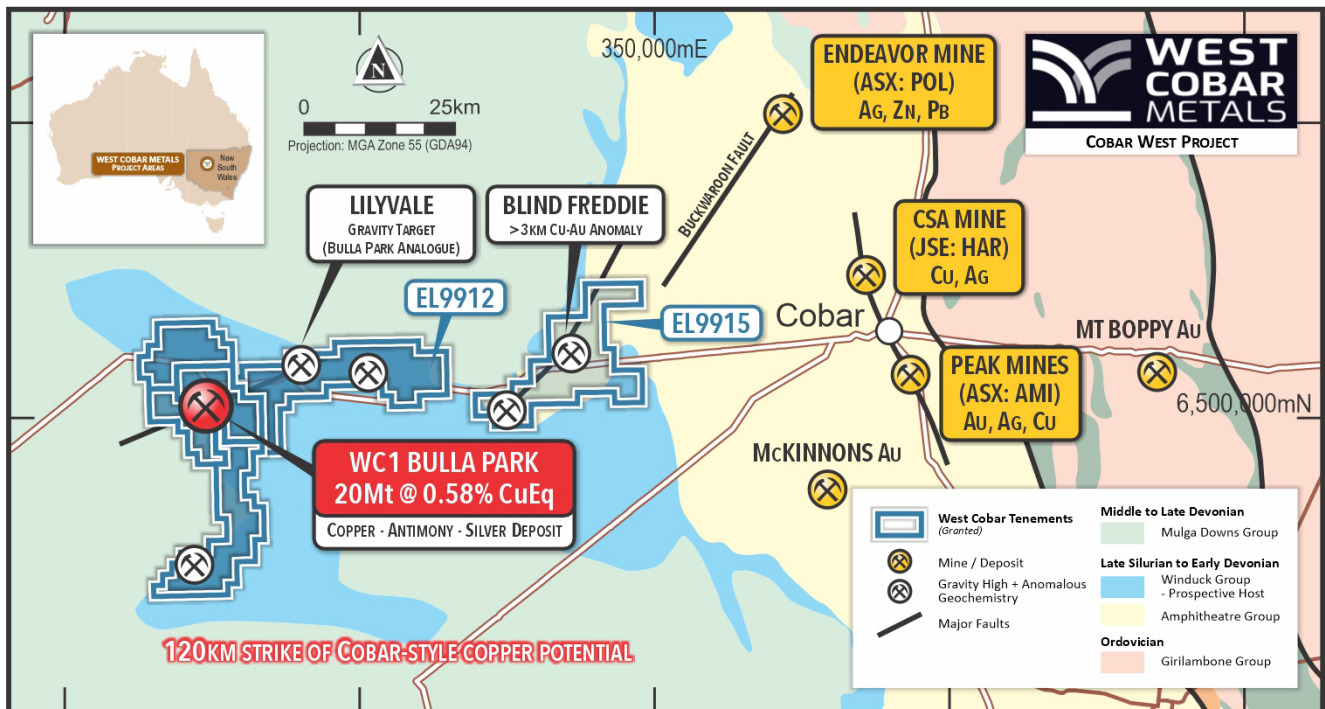 350,000mE
N
0 25km
Projection: MGA Zone 55 (GDA94)
WEST COBAR METALS
PROJECT AREAS
New
South
Wales
ENDEAVOR MINE
(ASX: POL)
AG, ZN, PB
WEST
COBAR
METALS
COBAR WEST PROJECT
BUCKWAROON FAULT
LILYVALE
GRAVITY TARGET
(BULLA PARK ANALOGUE)
BLIND FREDDIE
>3KM CU-AU ANOMALY
CSA MINE
(JSE: HAR)
CU, AG
EL9912
EL9915
Cobar
MT BOPPY AU
PEAK MINES
(ASX: AMI)
AU, AG, CU
6,500,000mN
WC1 BULLA PARK
20Mt @ 0.58% CuEq
COPPER - ANTIMONY - SILVER DEPOSIT
McKINNONS AU
120KM STRIKE OF COBAR-STYLE COPPER POTENTIAL
West Cobar Tenements
(Granted)
Mine / Deposit
Gravity High + Anomalous
Geochemistry
Major Faults
Middle to Late Devonian
Mulga Downs Group
Late Silurian to Early Devonian
Winduck Group
- Prospective Host
Amphitheatre Group
Ordovician
Girilambone Group